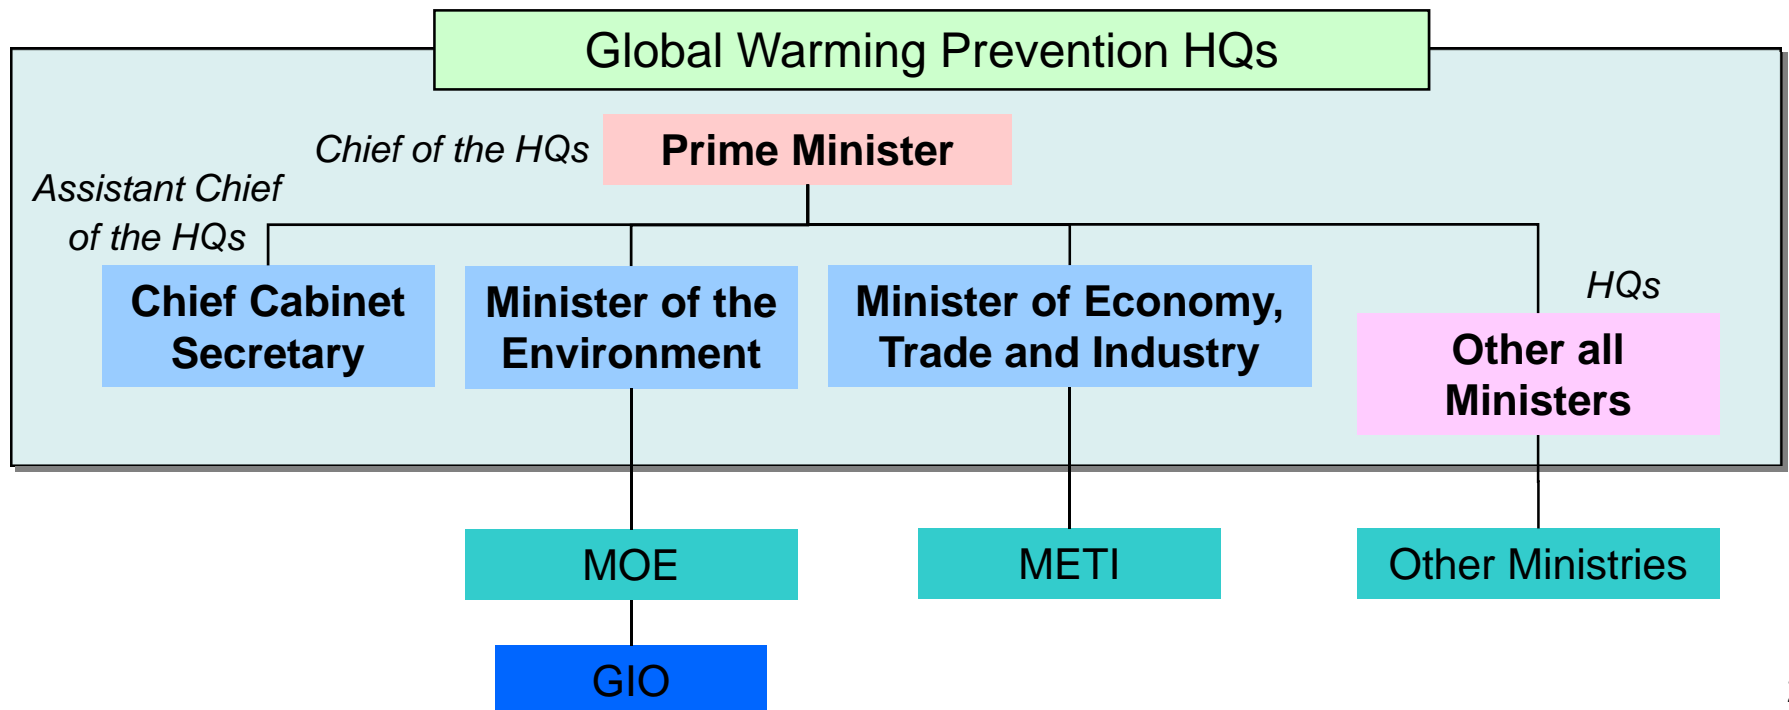 Global Warming Prevention HQs
Chief of the HQs
Prime Minister
Assistant Chief
of the HQs
Chief Cabinet
Secretary
Minister of the
Environment
Minister of Economy,
Trade and Industry
HQs
Other all
Ministers
MOE
METI
Other Ministries
GIO